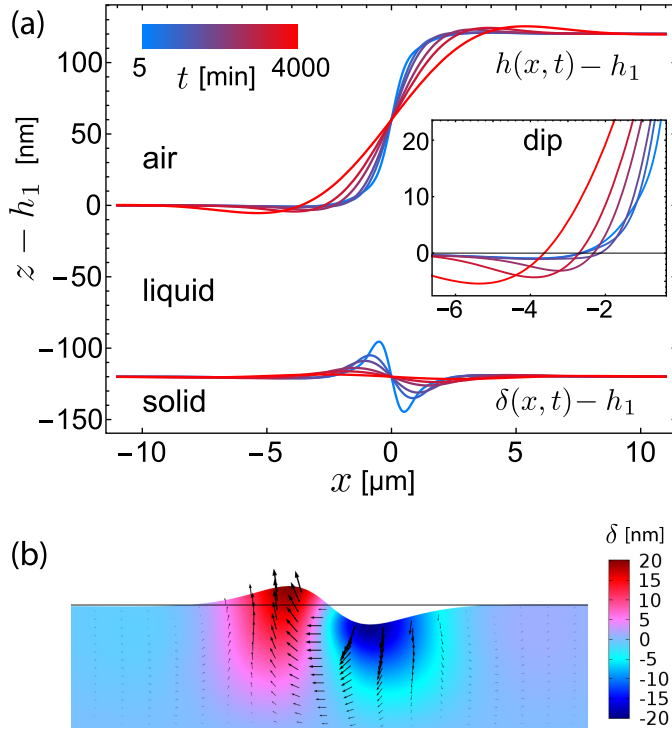 (a)
5 4000
t [min]
h(x, t) − h₁
air
liquid
solid
δ(x, t) − h₁
z − h₁ [nm]
100
50
0
−50
−100
−150
dip
20
10
0
−6 −4 −2
−10 −5 0 5 10
x [µm]
(b)
δ [nm]
20
15
10
5
0
-5
-10
-15
-20